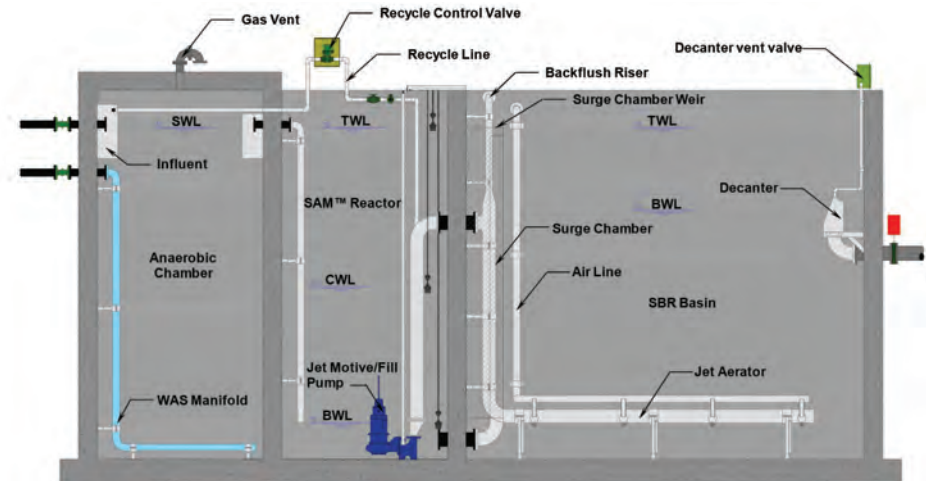 Gas Vent
Recycle Control Valve
Recycle Line
Decanter vent valve
Backflush Riser
Surge Chamber Weir
SWL
TWL
TWL
Influent
Decanter
SAM™ Reactor
BWL
Surge Chamber
Anaerobic
Chamber
CWL
Air Line
SBR Basin
Jet Motive/Fill
Pump
Jet Aerator
WAS Manifold
BWL